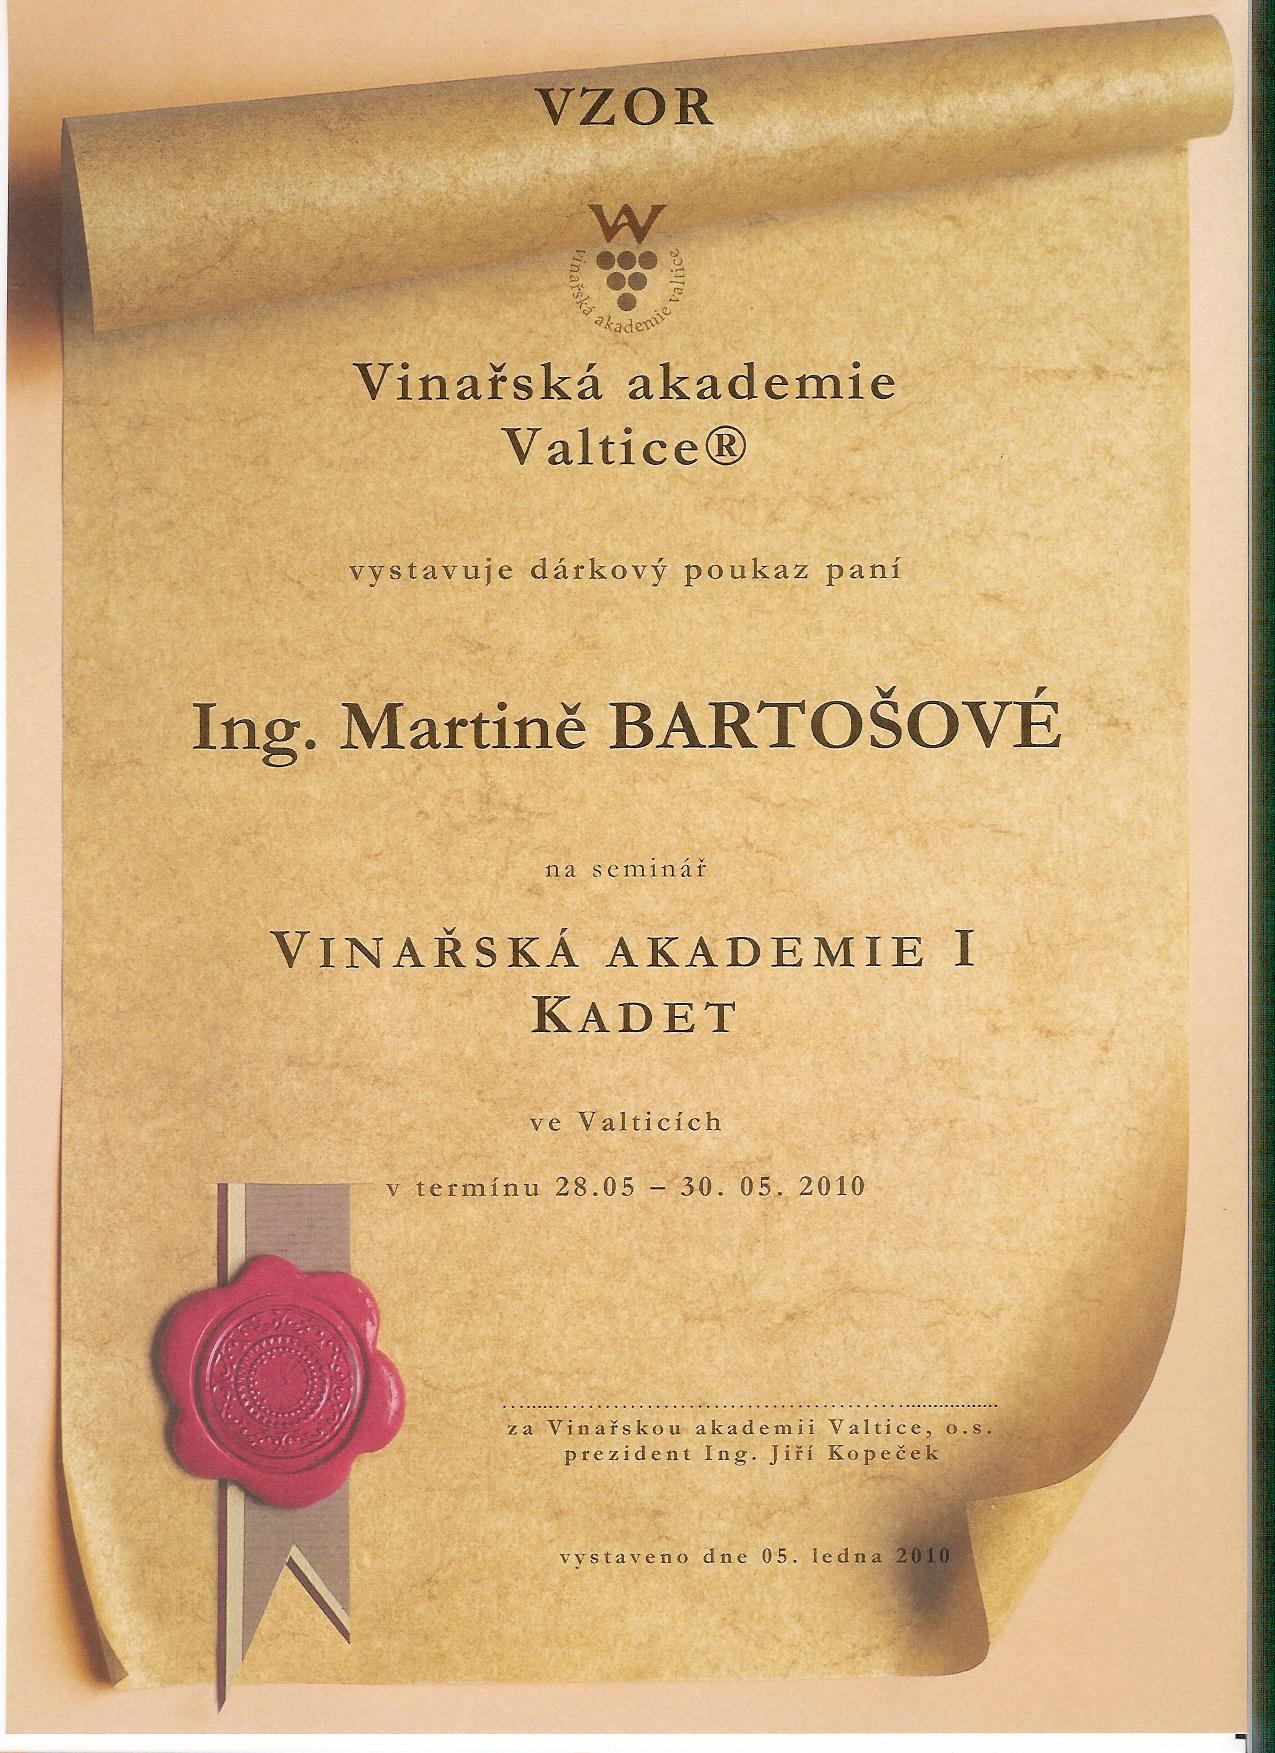 VZOR
VA
vinařská akademie valtice
Vinařská akademie
Valtice®
vystavuje dárkový poukaz paní
Ing. Martině BARTOŠOVÉ
na seminář
VINAŘSKÁ AKADEMIE I
KADET
ve Valticích
v termínu 28.05 – 30. 05. 2010
za Vinařskou akademii Valtice, o.s.
prezident Ing. Jiří Kopeček
vystaveno dne 05. ledna 2010